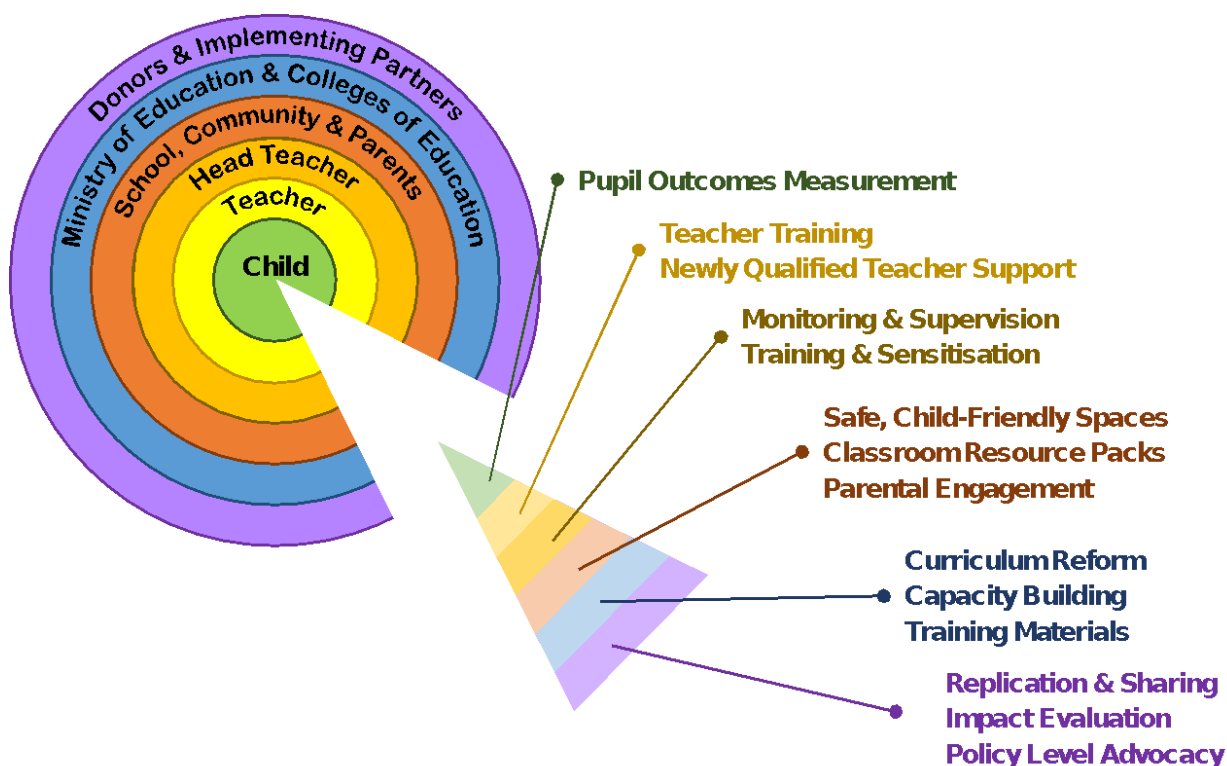 Donors & Implementing Partners
Ministry of Education & Colleges of Education
School, Community & Parents
Head Teacher
Teacher
Child
Pupil Outcomes Measurement
Teacher Training
Newly Qualified Teacher Support
Monitoring & Supervision
Training & Sensitisation
Safe, Child-Friendly Spaces
Classroom Resource Packs
Parental Engagement
Curriculum Reform
Capacity Building
Training Materials
Replication & Sharing
Impact Evaluation
Policy Level Advocacy